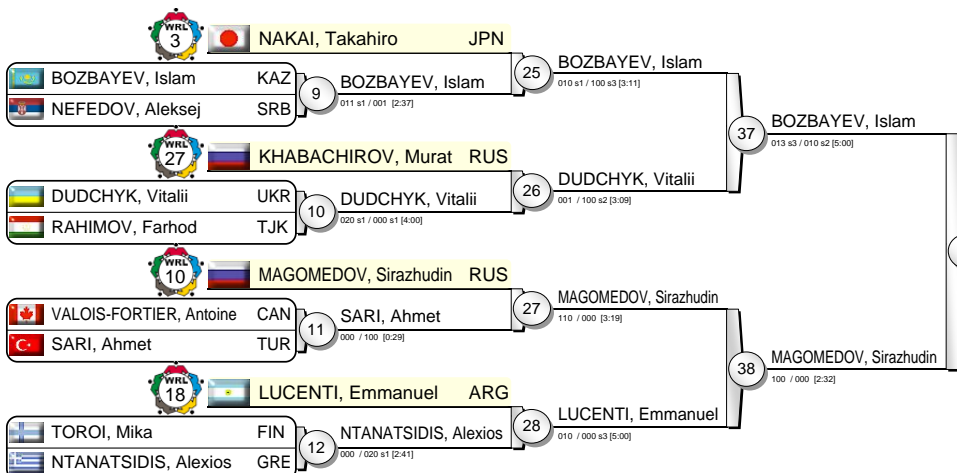 WRL
3 NAKAI, Takahiro JPN
25 BOZBAYEV, Islam
010 s1 / 100 s3 [3:11]
BOZBAYEV, Islam KAZ
9 BOZBAYEV, Islam
011 s1 / 001 [2:37]
NEFEDOV, Aleksej SRB
37 BOZBAYEV, Islam
013 s3 / 010 s2 [5:00]
WRL
27 KHABACHIROV, Murat RUS
26 DUDCHYK, Vitalii
001 / 100 s2 [3:09]
DUDCHYK, Vitalii UKR
10 DUDCHYK, Vitalii
020 s1 / 000 s1 [4:00]
RAHIMOV, Farhod TJK
WRL
10 MAGOMEDOV, Sirazhudin RUS
27 MAGOMEDOV, Sirazhudin
110 / 000 [3:19]
VALOIS-FORTIER, Antoine CAN
11 SARI, Ahmet
000 / 100 [0:29]
SARI, Ahmet TUR
38 MAGOMEDOV, Sirazhudin
100 / 000 [2:32]
WRL
18 LUCENTI, Emmanuel ARG
28 LUCENTI, Emmanuel
010 / 000 s3 [5:00]
TOROI, Mika FIN
12 NTANATSIDIS, Alexios
000 / 020 s1 [2:41]
NTANATSIDIS, Alexios GRE